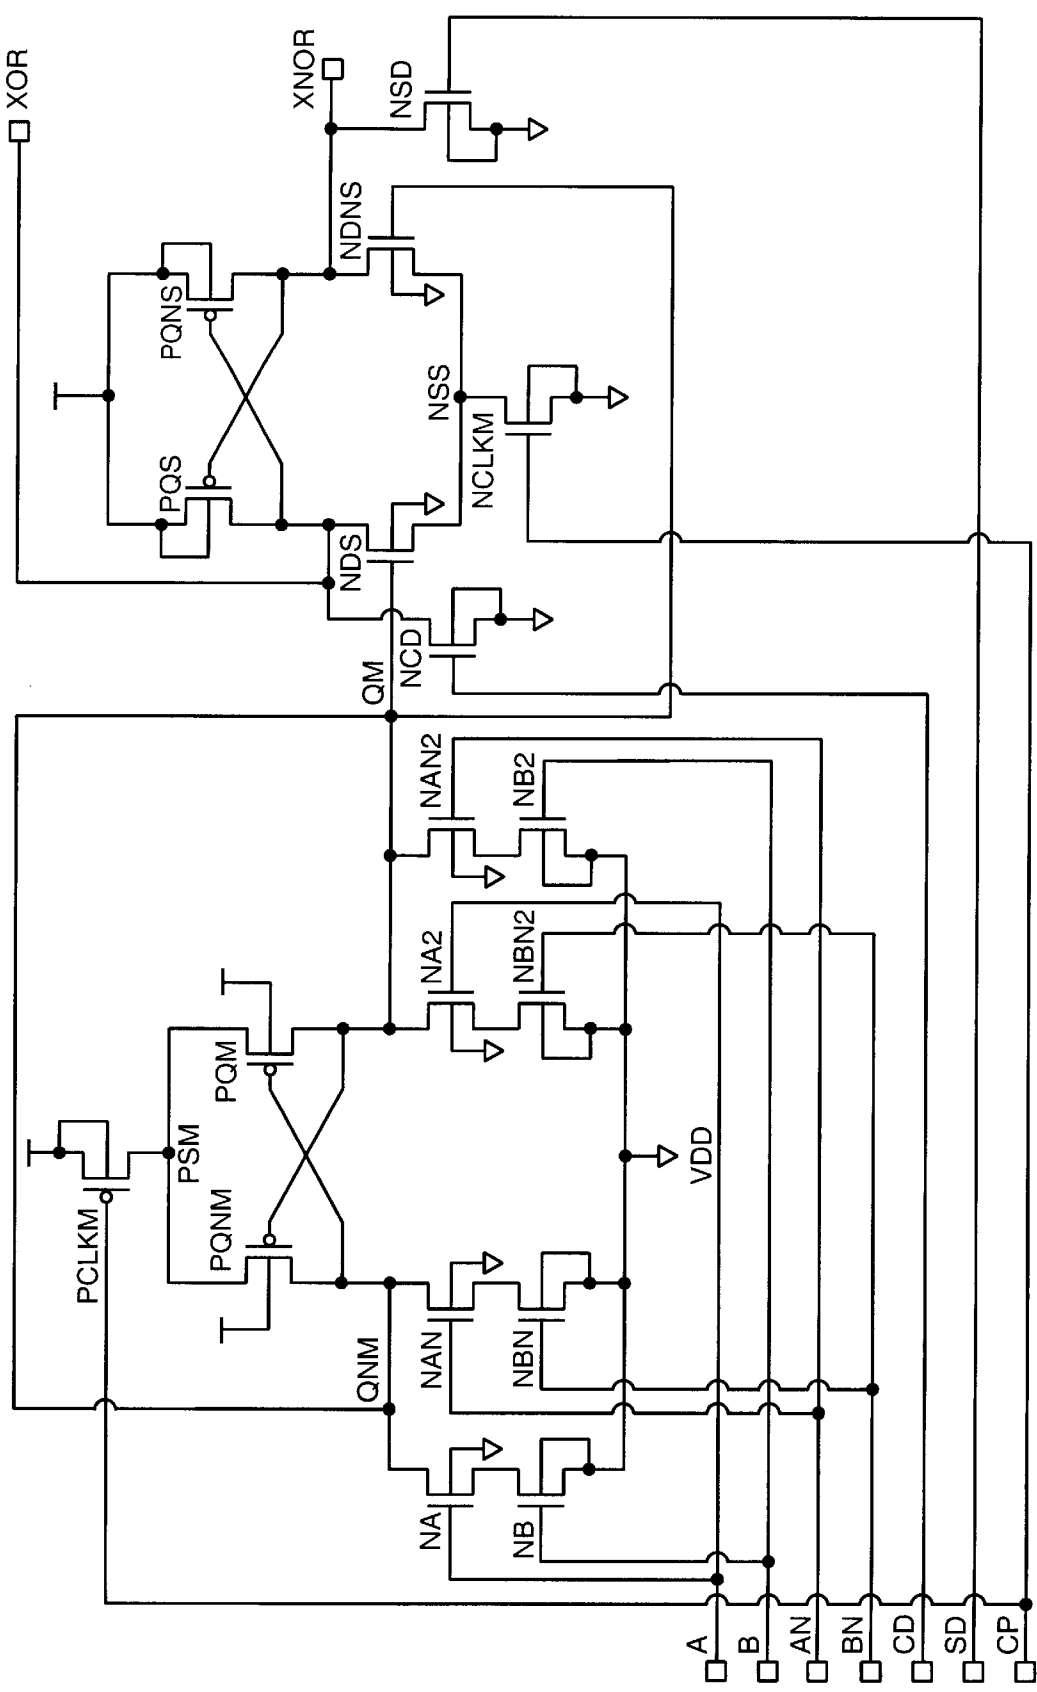 XOR
XNOR
NSD
NDNS
PQNS
PQS
NSS
NCLKM
NDS
NCD
QM
NAN2
NB2
NA2
NBN2
PQM
PSM
PCLKM
PQNM
VDD
QNM
NAN
NBN
NA
NB
A
B
AN
BN
CD
SD
CP